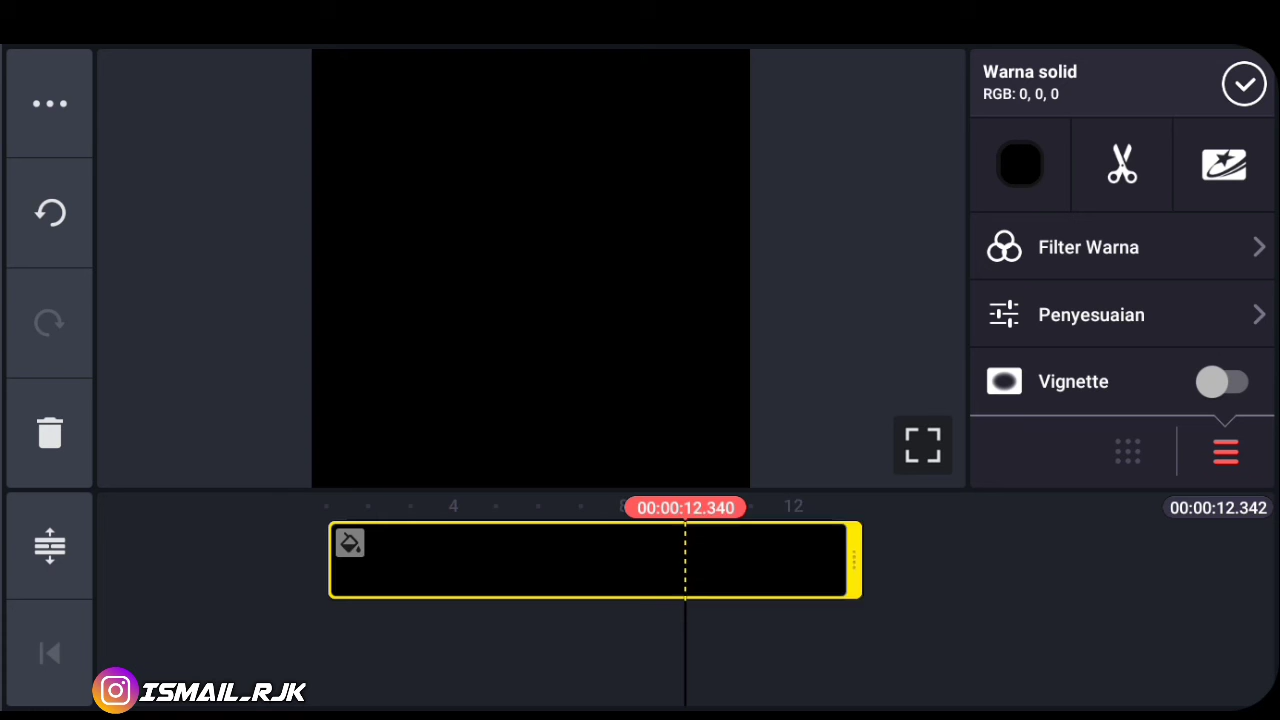 Warna solid
RGB: 0, 0, 0
Filter Warna
Penyesuaian
Vignette
4
8
12
00:00:12.340
00:00:12.342
ISMAIL_RJK